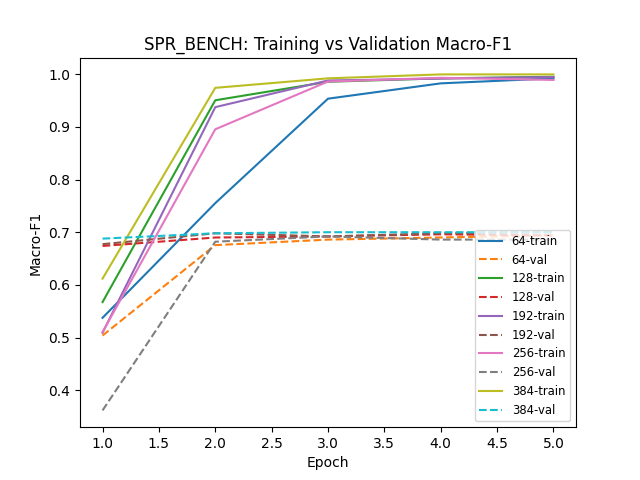 SPR_BENCH: Training vs Validation Macro-F1
Macro-F1
1.0
0.9
0.8
0.7
0.6
0.5
0.4
64-train
64-val
128-train
128-val
192-train
192-val
256-train
256-val
384-train
384-val
1.0 1.5 2.0 2.5 3.0 3.5 4.0 4.5 5.0
Epoch